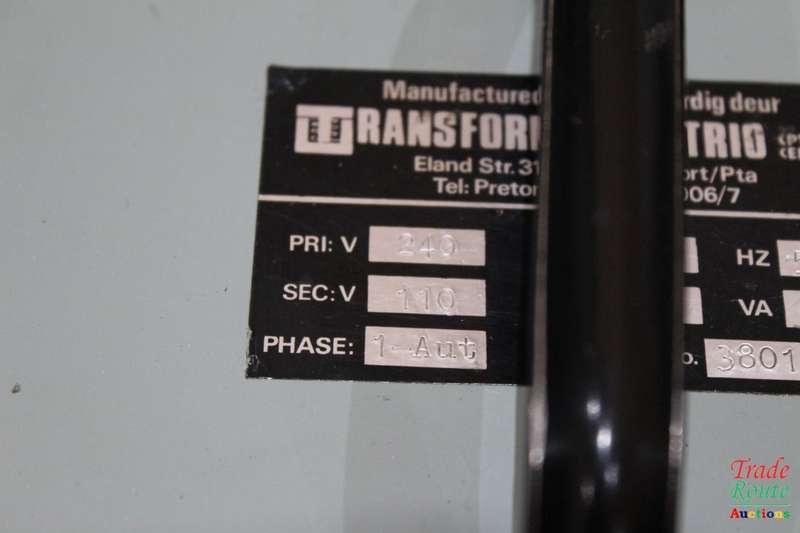 Manufactured rdig deur
TRANSFOR TRIO
Eland Str. 31 ort/Pta
Tel: Pretor 006/7
PRI: V 240 HZ
SEC: V 110 VA
PHASE: 1-Aut o. 3801
Trade
Route
Auctions